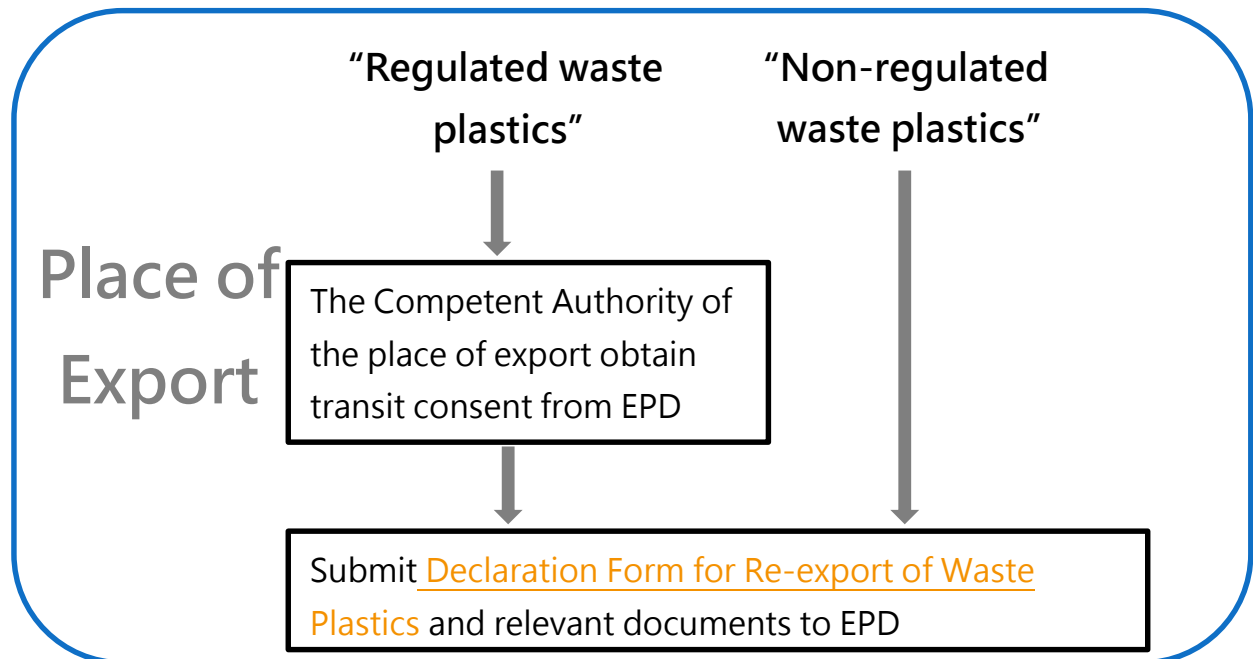 “Regulated waste
plastics”
“Non-regulated
waste plastics”
Place of
Export
The Competent Authority of
the place of export obtain
transit consent from EPD
Submit Declaration Form for Re-export of Waste
Plastics and relevant documents to EPD